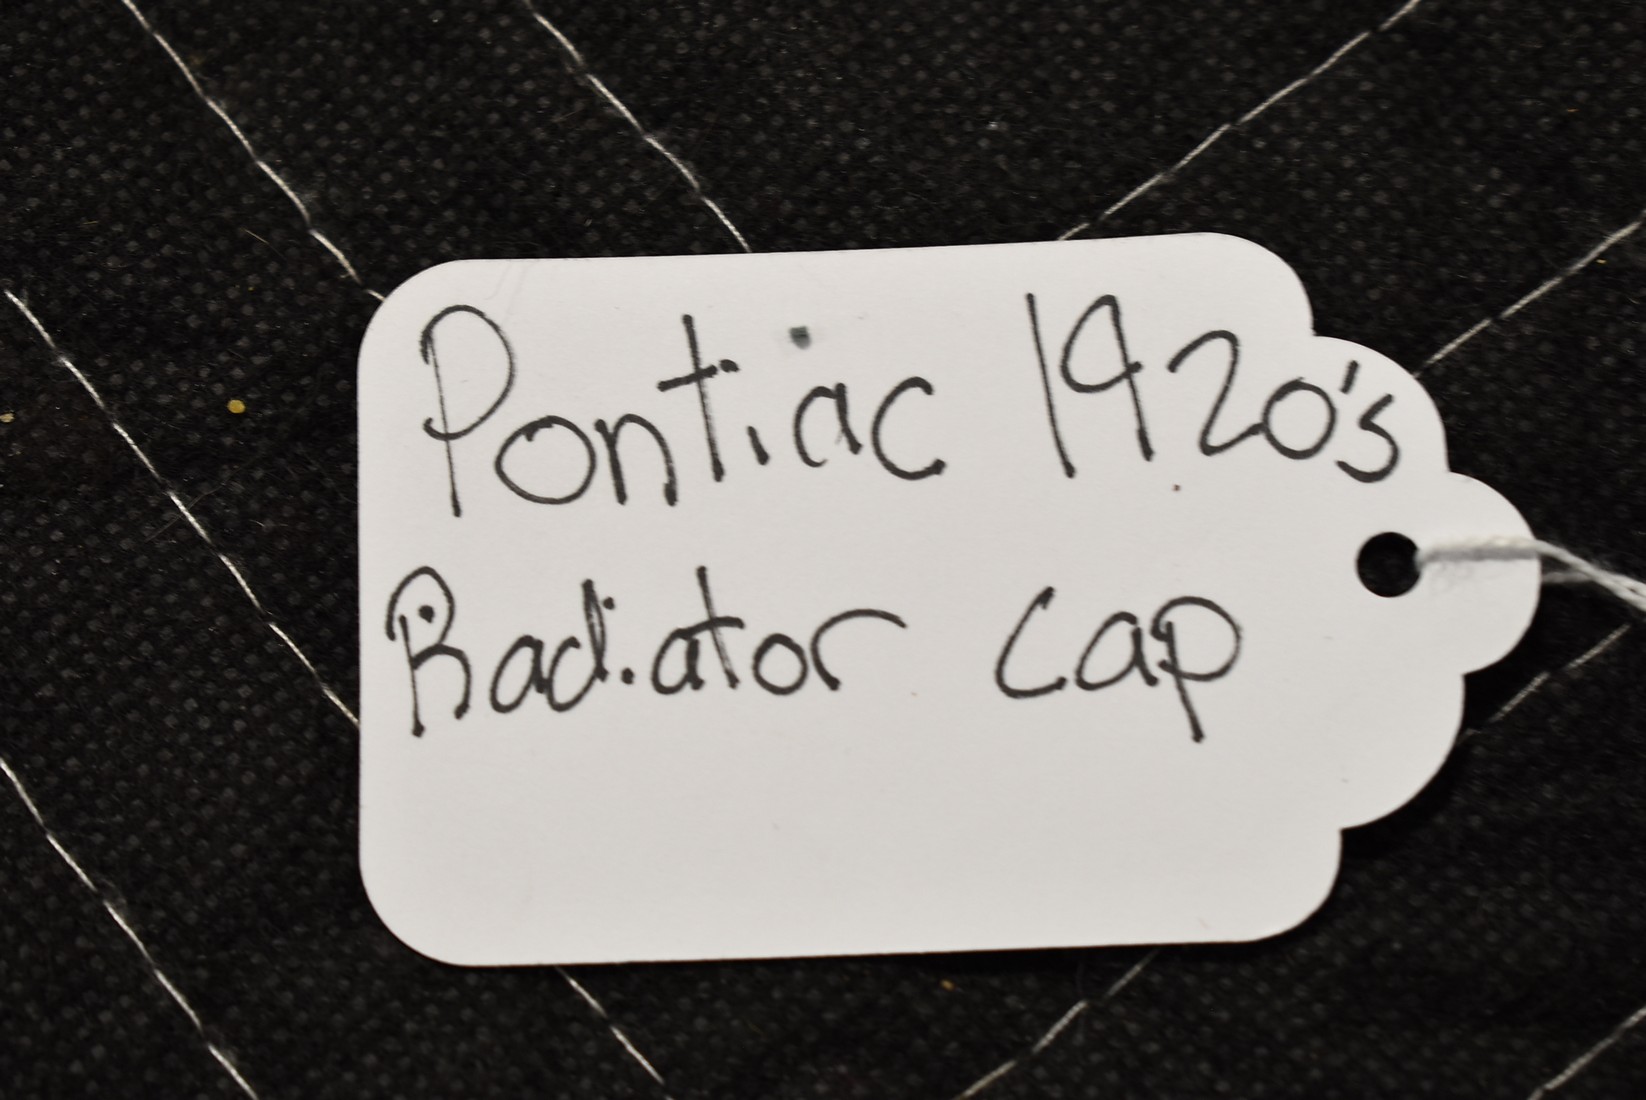 Pontiac 1920's
Radiator cap